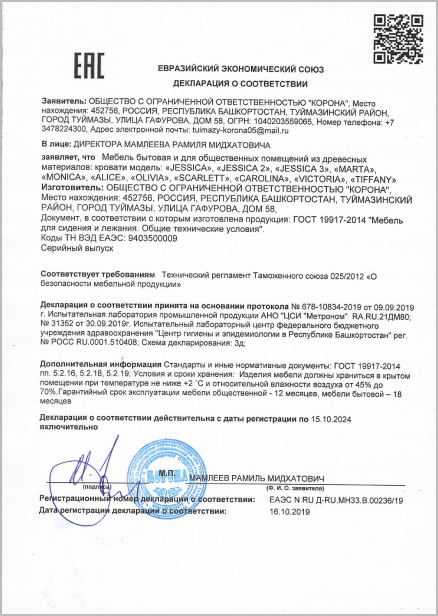 ЕАС
ЕВРАЗИЙСКИЙ ЭКОНОМИЧЕСКИЙ СОЮЗ
ДЕКЛАРАЦИЯ О СООТВЕТСТВИИ
Заявитель: ОБЩЕСТВО С ОГРАНИЧЕННОЙ ОТВЕТСТВЕННОСТЬЮ "КОРОНА", Место
нахождения: 452756, РОССИЯ, РЕСПУБЛИКА БАШКОРТОСТАН, ТУЙМАЗИНСКИЙ РАЙОН,
ГОРОД ТУЙМАЗЫ, УЛИЦА ГАФУРОВА, ДОМ 58, ОГРН: 1040203559065, Номер телефона: +7
3478224300, Адрес электронной почты: tuimazy-korona05@mail.ru
В лице: ДИРЕКТОРА МАМЛЕЕВА РАМИЛЯ МИДХАТОВИЧА
заявляет, что Мебель бытовая и для общественных помещений из древесных
материалов: кровати модель: «JESSICA», «JESSICA 2», «JESSICA 3», «MARTA»,
«MONICA», «ALICE», «OLIVIA», «SCARLETT», «CAROLINA», «VICTORIA», «TIFFANY»
Изготовитель: ОБЩЕСТВО С ОГРАНИЧЕННОЙ ОТВЕТСТВЕННОСТЬЮ "КОРОНА",
Место нахождения: 452756, РОССИЯ, РЕСПУБЛИКА БАШКОРТОСТАН, ТУЙМАЗИНСКИЙ
РАЙОН, ГОРОД ТУЙМАЗЫ, УЛИЦА ГАФУРОВА, ДОМ 58,
Документ, в соответствии с которым изготовлена продукция: ГОСТ 19917-2014 "Мебель
для сидения и лежания. Общие технические условия".
Коды ТН ВЭД ЕАЭС: 9403500009
Серийный выпуск
Соответствует требованиям Технический регламент Таможенного союза 025/2012 «О
безопасности мебельной продукции»
Декларация о соответствии принята на основании протокола № 678-10834-2019 от 09.09.2019
г. Испытательная лаборатория промышленной продукции АНО "ЦСИ "Метроном" RA.RU.21ДМ80;
№ 31352 от 30.09.2019г. Испытательный лабораторный центр федерального бюджетного
учреждения здравоохранения "Центр гигиены и эпидемиологии в Республике Башкортостан" рег.
№ РОСС RU.0001.510408; Схема декларирования: 3д;
Дополнительная информация Стандарты и иные нормативные документы: ГОСТ 19917-2014
пп. 5.2.16, 5.2.18, 5.2.19; Условия и сроки хранения: Изделия мебели должны храниться в крытом
помещении при температуре не ниже +2 ˚С и относительной влажности воздуха от 45% до
70%.Гарантийный срок эксплуатации мебели общественной - 12 месяцев, мебели бытовой – 18
месяцев
Декларация о соответствии действительна с даты регистрации по 15.10.2024
включительно
М.П. МАМЛЕЕВ РАМИЛЬ МИДХАТОВИЧ
(подпись) (Ф. И. О. заявителя)
КОРОНА
Регистрационный номер декларации о соответствии: ЕАЭС N RU Д-RU.МН33.В.00236/19
Дата регистрации декларации о соответствии: 16.10.2019